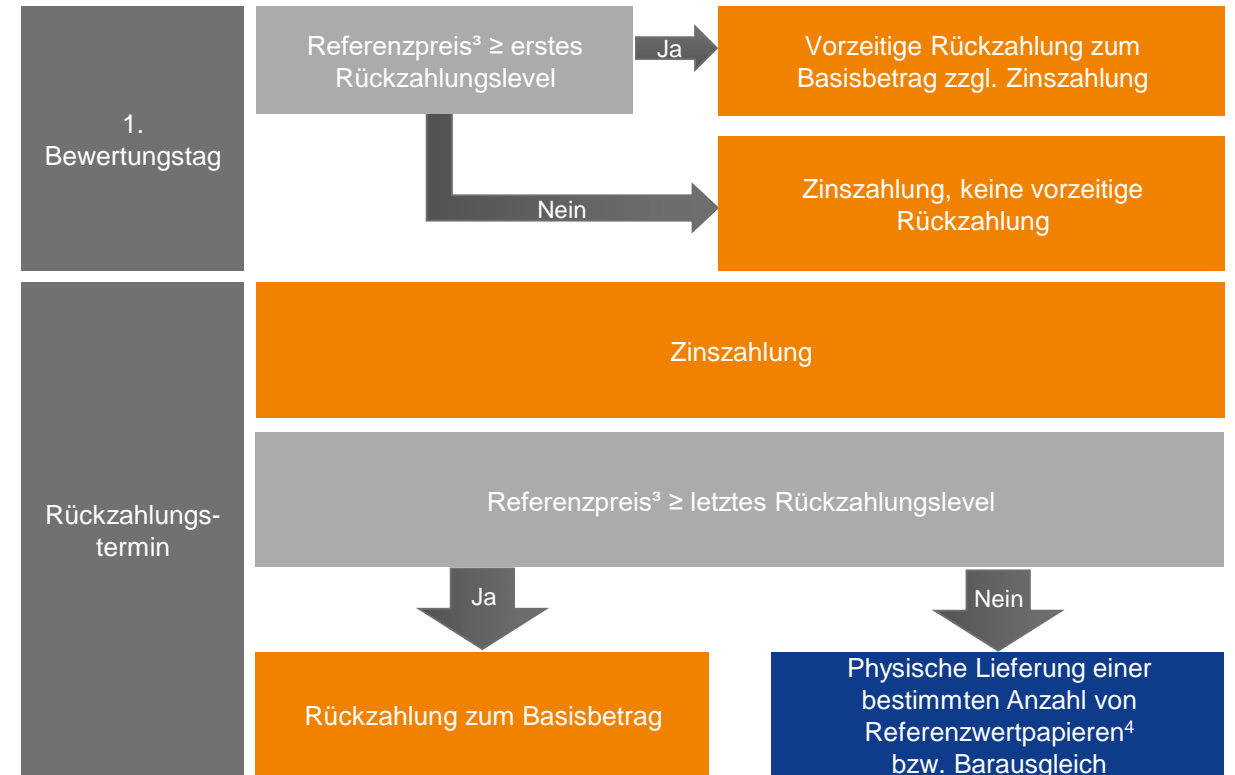 1.
Bewertungstag
Referenzpreis³ ≥ erstes
Rückzahlungslevel
Ja
Vorzeitige Rückzahlung zum
Basisbetrag zzgl. Zinszahlung
Nein
Zinszahlung, keine vorzeitige
Rückzahlung
Rückzahlungs-
termin
Zinszahlung
Referenzpreis³ ≥ letztes Rückzahlungslevel
Ja
Nein
Rückzahlung zum Basisbetrag
Physische Lieferung einer
bestimmten Anzahl von
Referenzwertpapieren⁴
bzw. Barausgleich